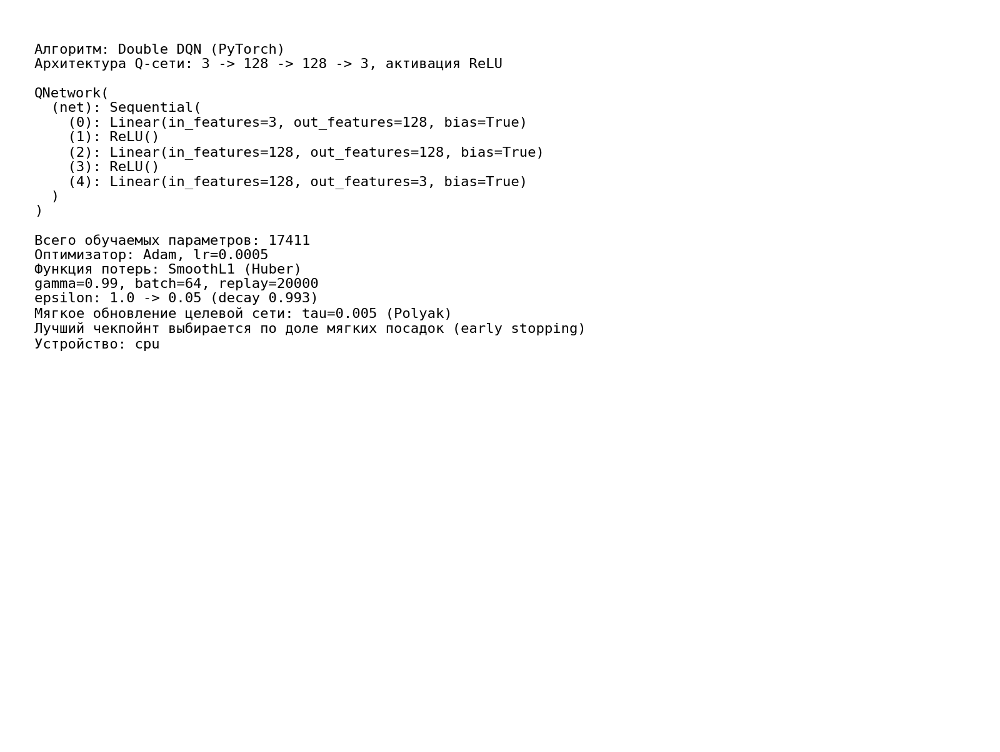 Алгоритм: Double DQN (PyTorch)
Архитектура Q-сети: 3 -> 128 -> 128 -> 3, активация ReLU

QNetwork(
  (net): Sequential(
    (0): Linear(in_features=3, out_features=128, bias=True)
    (1): ReLU()
    (2): Linear(in_features=128, out_features=128, bias=True)
    (3): ReLU()
    (4): Linear(in_features=128, out_features=3, bias=True)
  )
)

Всего обучаемых параметров: 17411
Оптимизатор: Adam, lr=0.0005
Функция потерь: SmoothL1 (Huber)
gamma=0.99, batch=64, replay=20000
epsilon: 1.0 -> 0.05 (decay 0.993)
Мягкое обновление целевой сети: tau=0.005 (Polyak)
Лучший чекпойнт выбирается по доле мягких посадок (early stopping)
Устройство: cpu